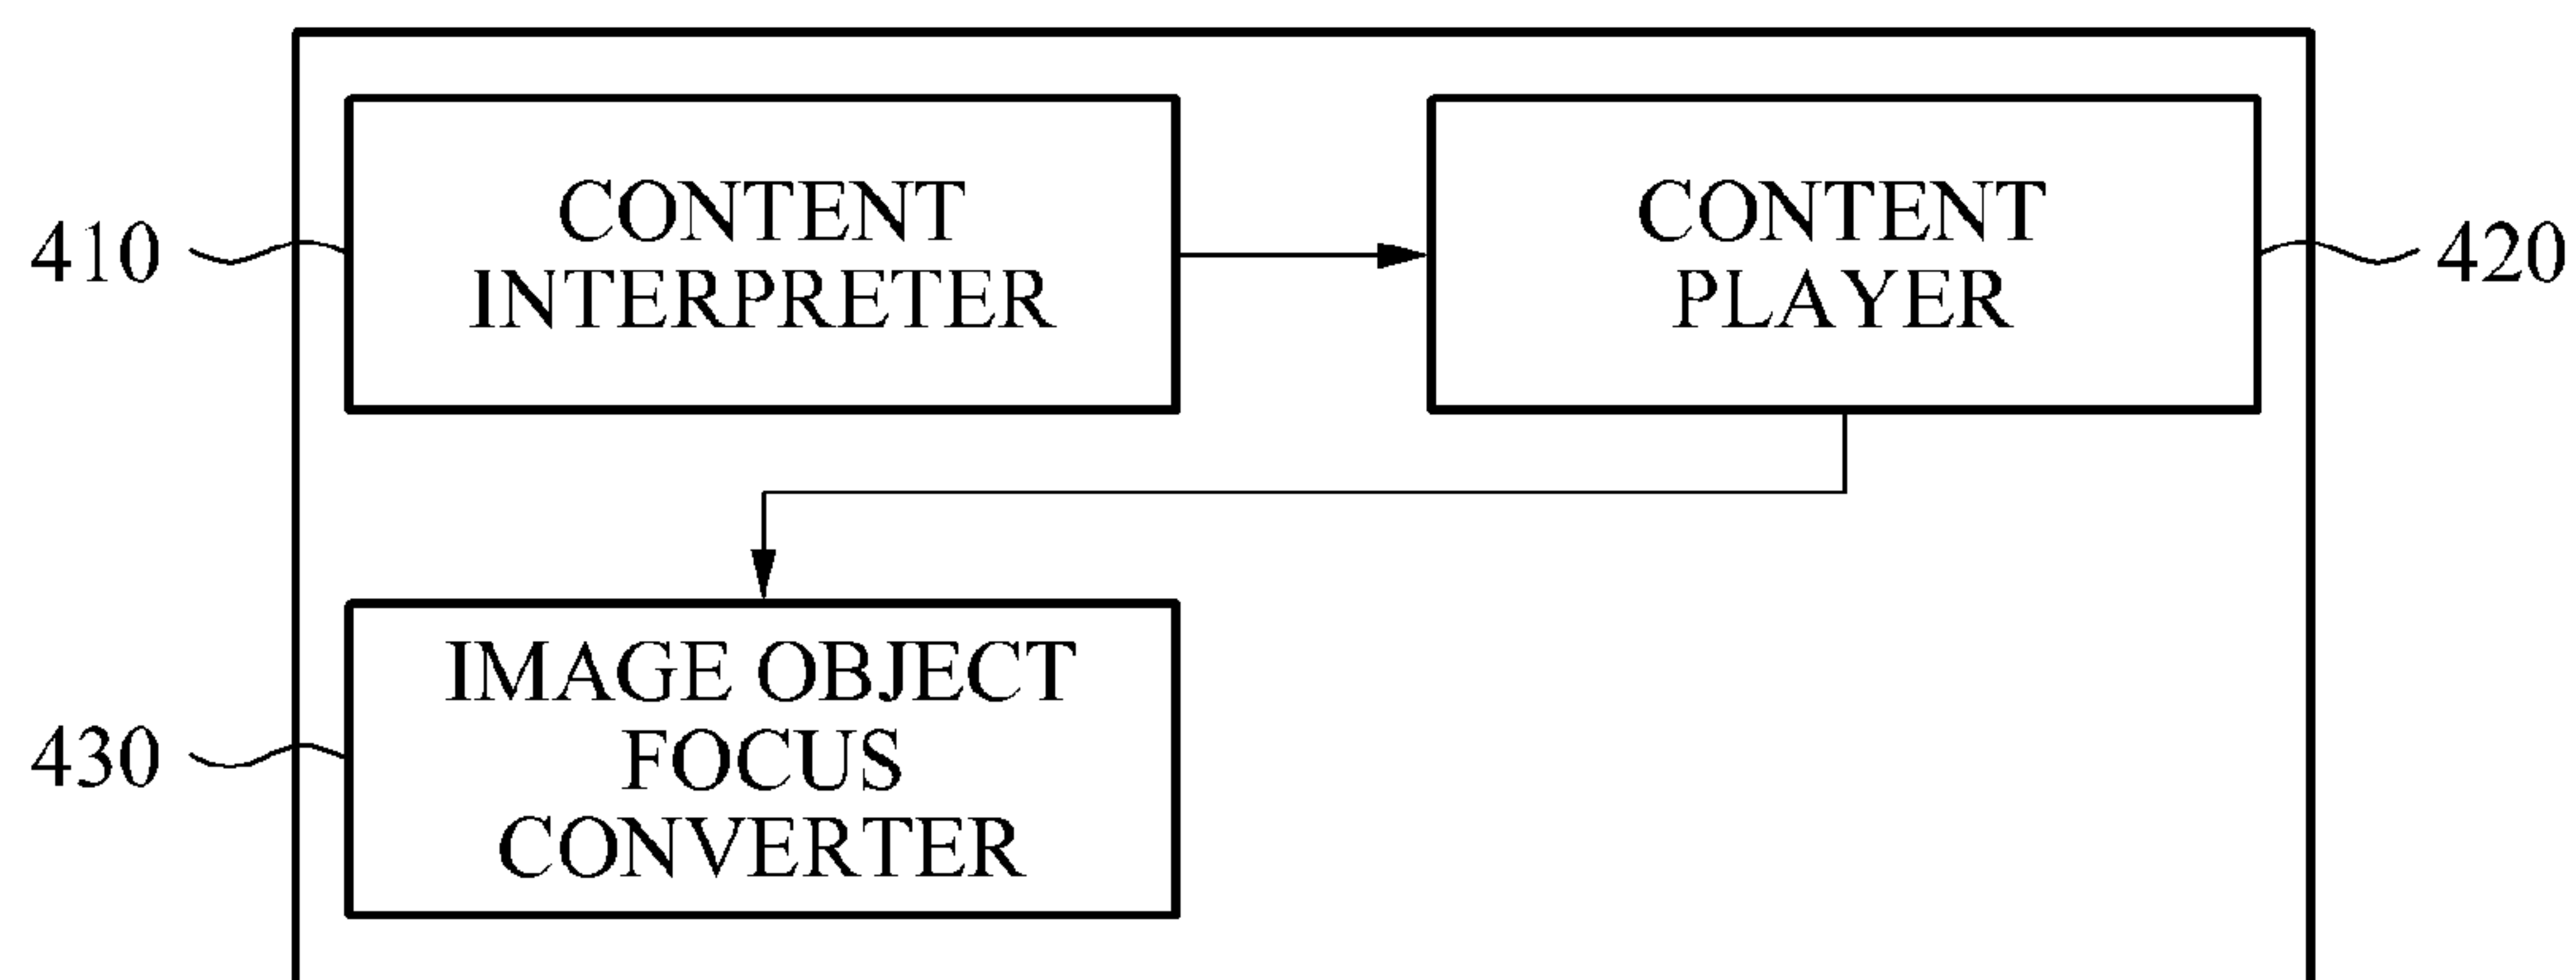 410
CONTENT
INTERPRETER
CONTENT
PLAYER
420
430
IMAGE OBJECT
FOCUS
CONVERTER